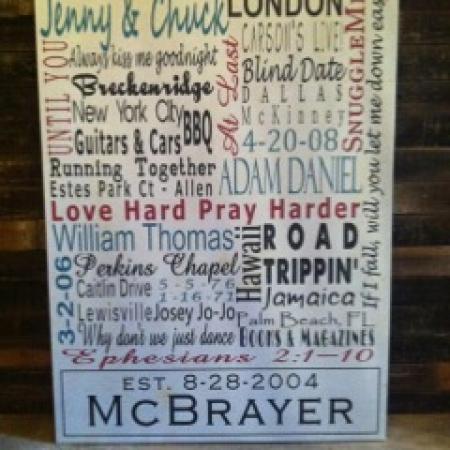 Jenny & Chuck
LONDON
UNTIL YOU
Always kiss me goodnight
At Last
CARSON'S LOVE!
SNUGGLE
If I fall, will you let me down eas
Breckenridge
Blind Date
New York City
BBQ
DALLAS
McKinney
Guitars & Cars
4-20-08
Running Together
ADAM DANIEL
Estes Park Ct - Allen
Love Hard Pray Harder
William Thomas
Hawaii
ROAD
TRIPPIN'
3-2-06
Perkins Chapel
Caitlin Drive
5-5-76
1-16-71
Jamaica
Lewisville
Josey Jo-Jo
Palm Beach, FL
Why don't we just dance
BOOKS & MAGAZINES
Ephesians 2:1-10
EST. 8-28-2004
MCBRAYER